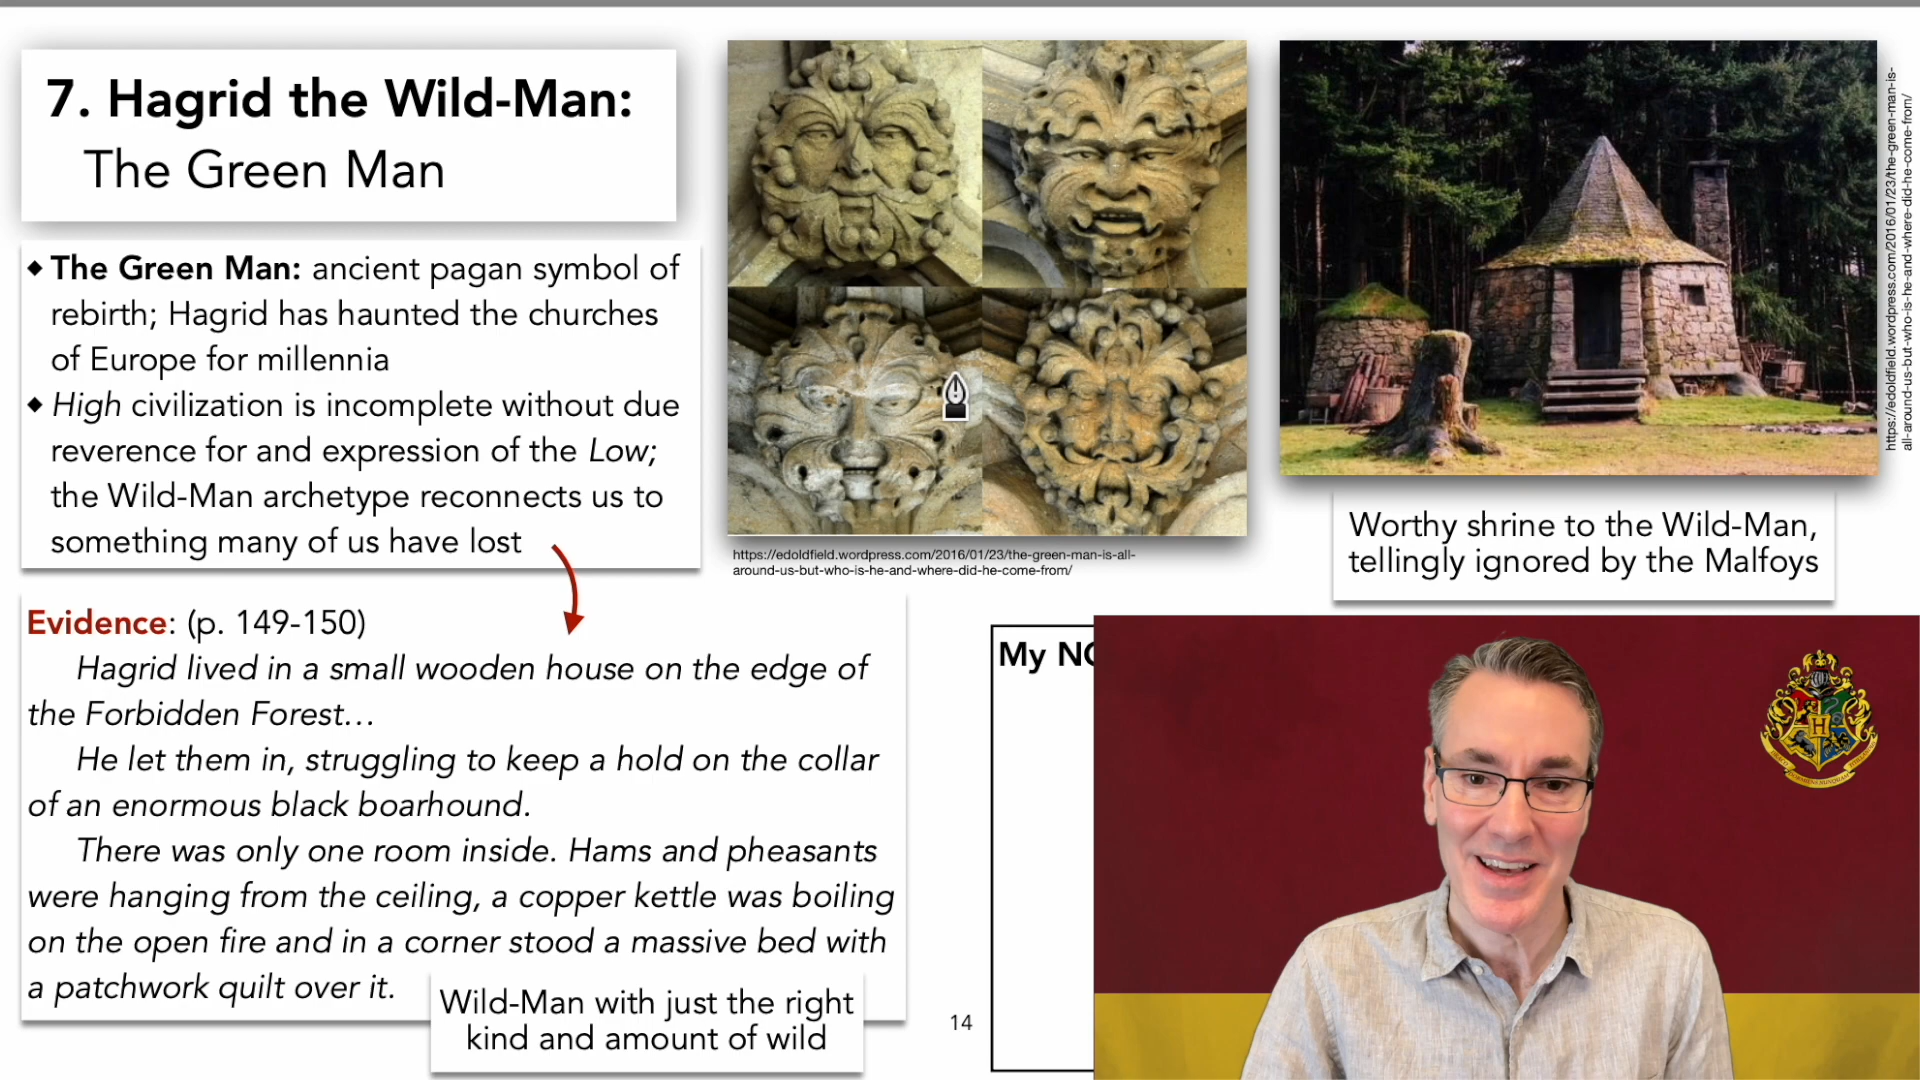 7. Hagrid the Wild-Man:
The Green Man
◆ The Green Man: ancient pagan symbol of
rebirth; Hagrid has haunted the churches
of Europe for millennia
◆ High civilization is incomplete without due
reverence for and expression of the Low;
the Wild-Man archetype reconnects us to
something many of us have lost
Evidence: (p. 149-150)
Hagrid lived in a small wooden house on the edge of
the Forbidden Forest…
He let them in, struggling to keep a hold on the collar
of an enormous black boarhound.
There was only one room inside. Hams and pheasants
were hanging from the ceiling, a copper kettle was boiling
on the open fire and in a corner stood a massive bed with
a patchwork quilt over it.
Wild-Man with just the right
kind and amount of wild
https://edoldfield.wordpress.com/2016/01/23/the-green-man-is-all-
around-us-but-who-is-he-and-where-did-he-come-from/
https://edoldfield.wordpress.com/2016/01/23/the-green-man-is-
all-around-us-but-who-is-he-and-where-did-he-come-from/
Worthy shrine to the Wild-Man,
tellingly ignored by the Malfoys
14
My NO
H